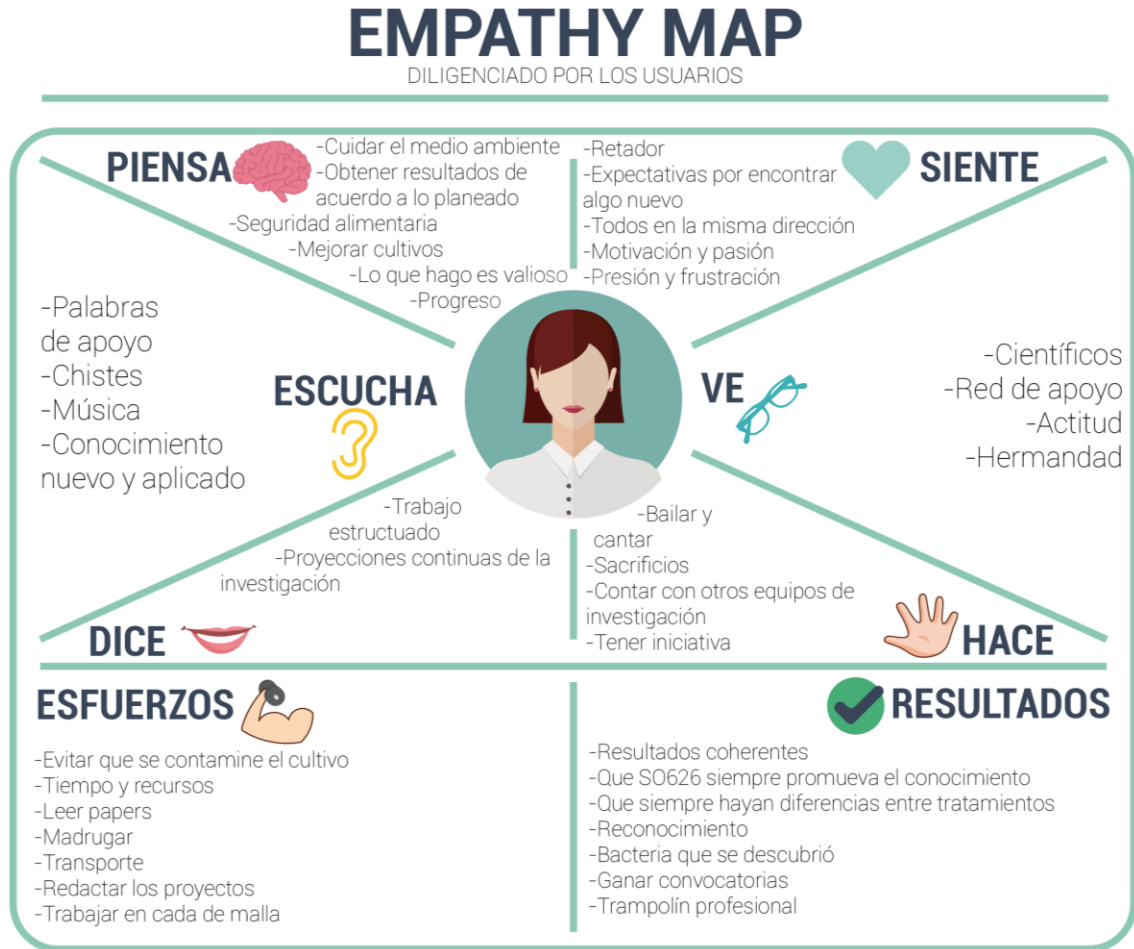 EMPATHY MAP
DILIGENCIADO POR LOS USUARIOS
PIENSA
-Cuidar el medio ambiente
-Obtener resultados de
acuerdo a lo planeado
-Seguridad alimentaria
-Mejorar cultivos
-Lo que hago es valioso
-Progreso
SIENTE
-Retador
-Expectativas por encontrar
algo nuevo
-Todos en la misma dirección
-Motivación y pasión
-Presión y frustración
ESCUCHA
-Palabras
de apoyo
-Chistes
-Música
-Conocimiento
nuevo y aplicado
VE
-Científicos
-Red de apoyo
-Actitud
-Hermandad
DICE
-Trabajo
estructuado
-Proyecciones continuas de la
investigación
HACE
-Bailar y
cantar
-Sacrificios
-Contar con otros equipos de
investigación
-Tener iniciativa
ESFUERZOS
-Evitar que se contamine el cultivo
-Tiempo y recursos
-Leer papers
-Madrugar
-Transporte
-Redactar los proyectos
-Trabajar en cada de malla
RESULTADOS
-Resultados coherentes
-Que SO626 siempre promueva el conocimiento
-Que siempre hayan diferencias entre tratamientos
-Reconocimiento
-Bacteria que se descubrió
-Ganar convocatorias
-Trampolín profesional